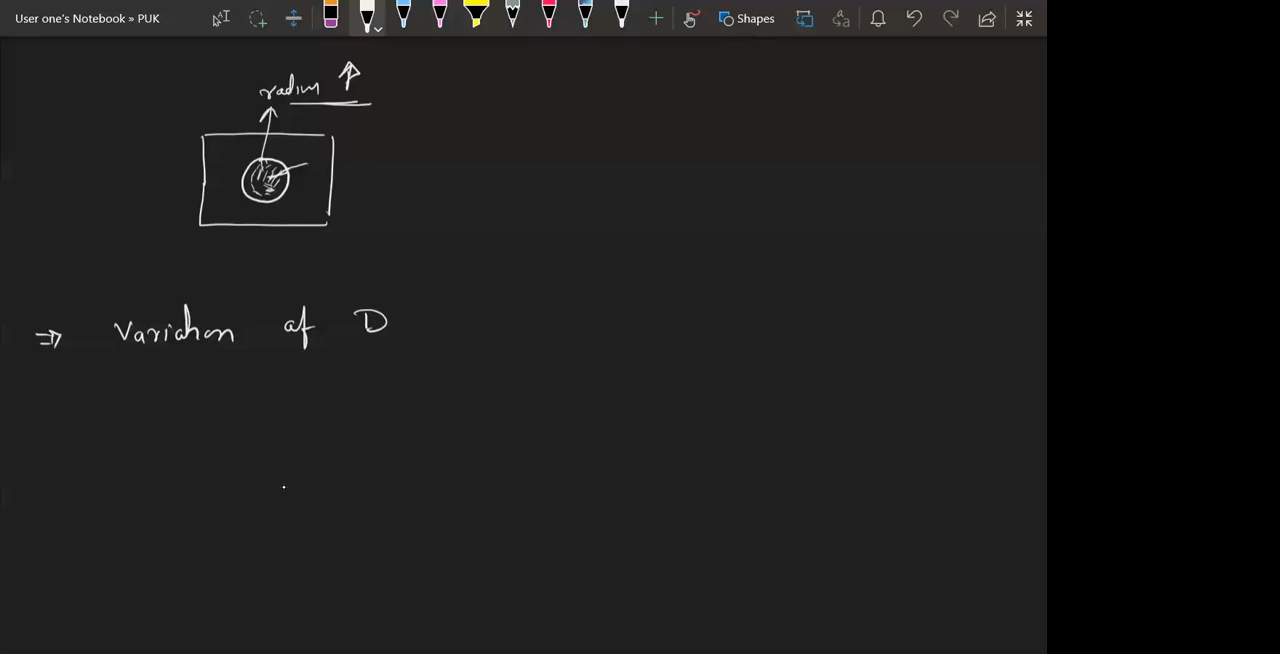 User one's Notebook » PUK
Shapes
radius ↑
⇒ Variation of D